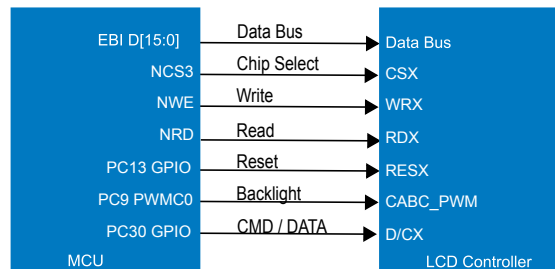 EBI D[15:0] Data Bus Data Bus
NCS3 Chip Select CSX
NWE Write WRX
NRD Read RDX
PC13 GPIO Reset RESX
PC9 PWMC0 Backlight CABC_PWM
PC30 GPIO CMD / DATA D/CX
MCU LCD Controller